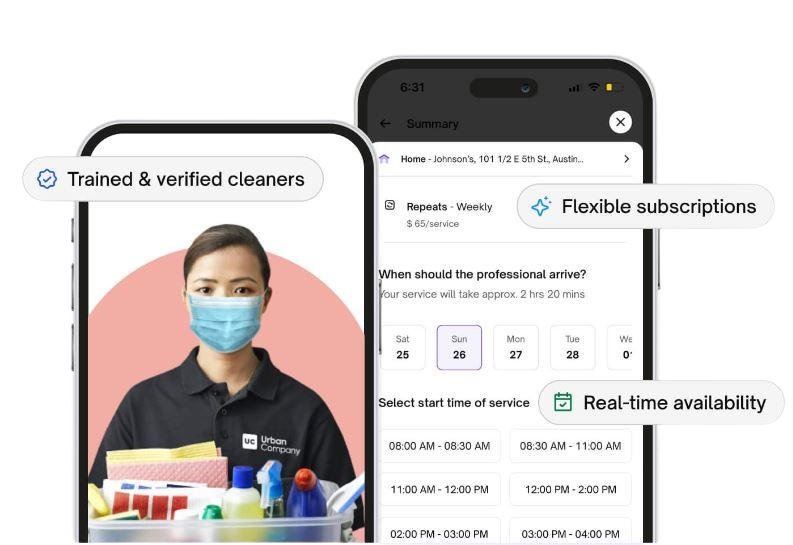 Trained & verified cleaners
uc Urban
Company
6:31
Summary
Home - Johnson's, 101 1/2 E 5th St., Austin...
Repeats - Weekly
$ 65/service
Flexible subscriptions
When should the professional arrive?
Your service will take approx. 2 hrs 20 mins
Sat Sun Mon Tue We
25 26 27 28 0
Select start time of service
Real-time availability
08:00 AM - 08:30 AM 08:30 AM - 11:00 AM
11:00 AM - 12:00 PM 12:00 PM - 2:00 PM
02:00 PM - 03:00 PM 03:00 PM - 04:00 PM